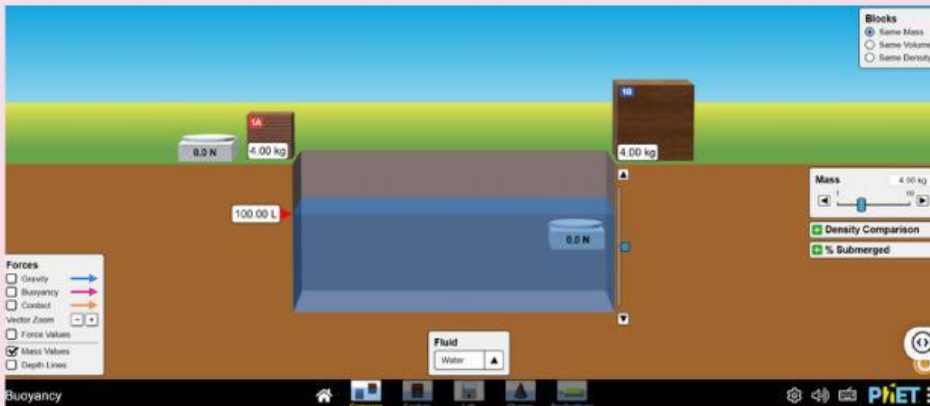 Blocks
Same Mass
Same Volume
Same Density
1A
1B
0.0 N
4.00 kg
4.00 kg
Mass
4.00 kg
1
10
100.00 L
0.0 N
Density Comparison
% Submerged
Forces
Gravity
Buoyancy
Contact
Vector Zoom
Force Values
Mass Values
Depth Lines
Fluid
Water
Buoyancy
PhET